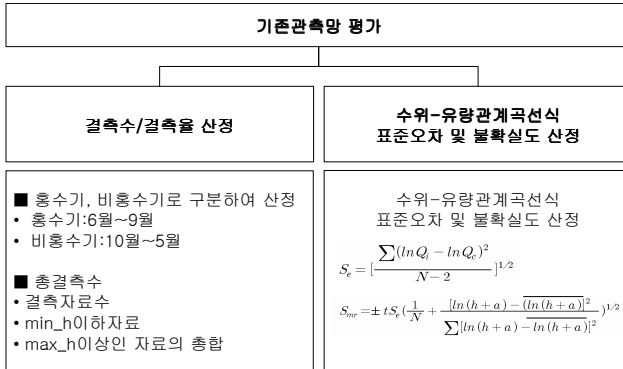 기존관측망 평가
결측수/결측율 산정
수위-유량관계곡선식
표준오차 및 불확실도 산정
■ 홍수기, 비홍수기로 구분하여 산정
• 홍수기:6월~9월
• 비홍수기:10월~5월
■ 총결측수
• 결측자료수
• min_h이하자료
• max_h이상인 자료의 총합
수위-유량관계곡선식
표준오차 및 불확실도 산정
S_e = [∑(ln Q_i − ln Q_c)² / N − 2]^{1/2}
S_mr = ± tS_e(1/N + [ln(h + a) − \overline{(ln(h + a)]}² / ∑[ln(h + a) − \overline{ln(h + a)}]²)^{1/2}